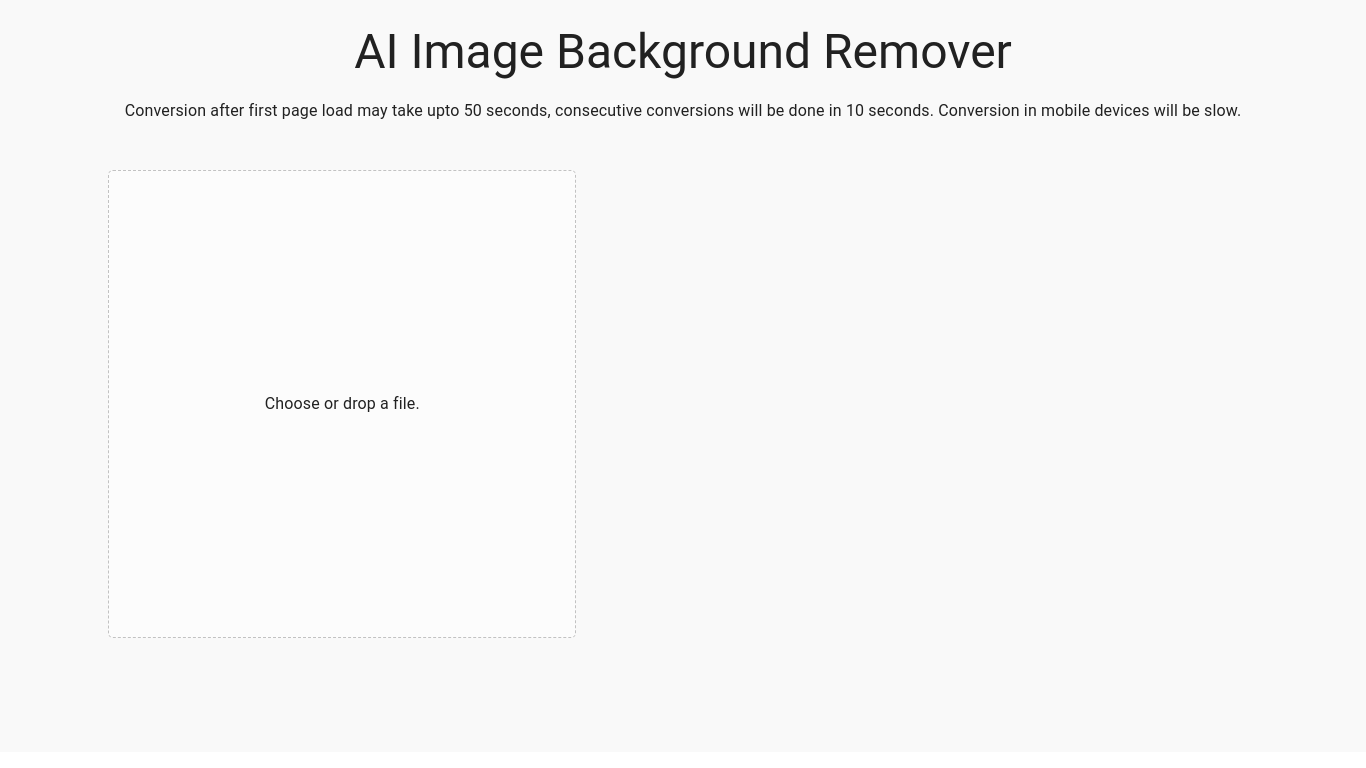 AI Image Background Remover
Conversion after first page load may take upto 50 seconds, consecutive conversions will be done in 10 seconds. Conversion in mobile devices will be slow.
Choose or drop a file.